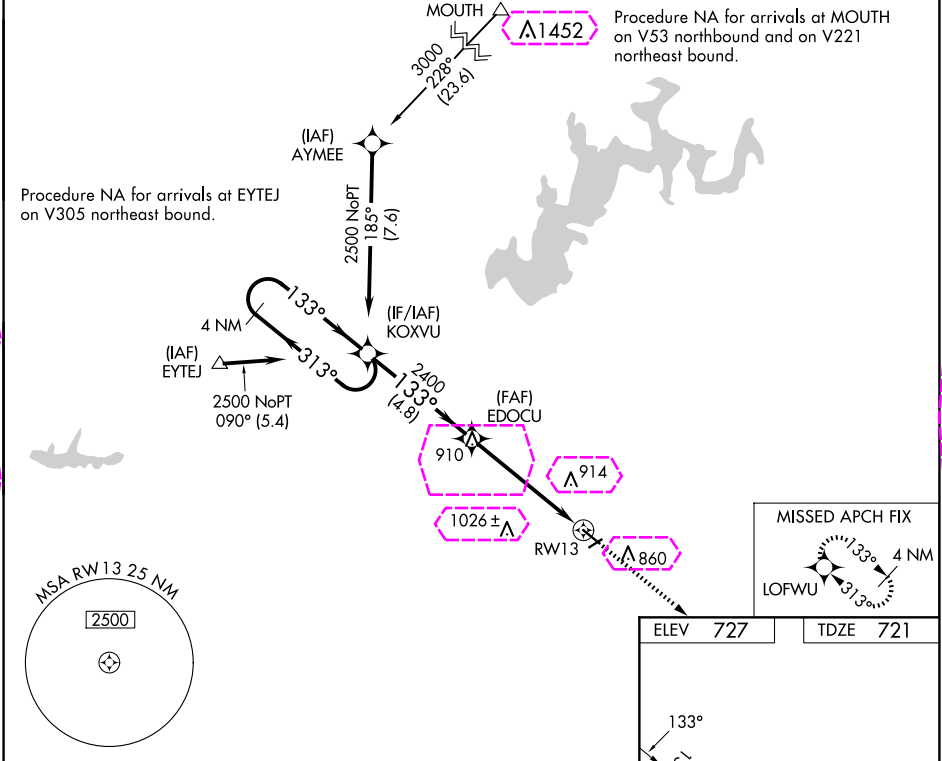 MOUTH
1452
Procedure NA for arrivals at MOUTH
on V53 northbound and on V221
northeast bound.
3000
228°
(23.6)
(IAF)
AYMEE
Procedure NA for arrivals at EYTEJ
on V305 northeast bound.
2500 NoPT
185°
(7.6)
133°
4 NM
313°
(IF/IAF)
KOXVU
(IAF)
EYTEJ
2500 NoPT
090° (5.4)
2400
133°
(4.8)
(FAF)
EDOCU
910
914
1026 ±
RW13
860
MISSED APCH FIX
133°
4 NM
LOFWU
313°
MSA RW13 25 NM
2500
ELEV 727
TDZE 721
133°